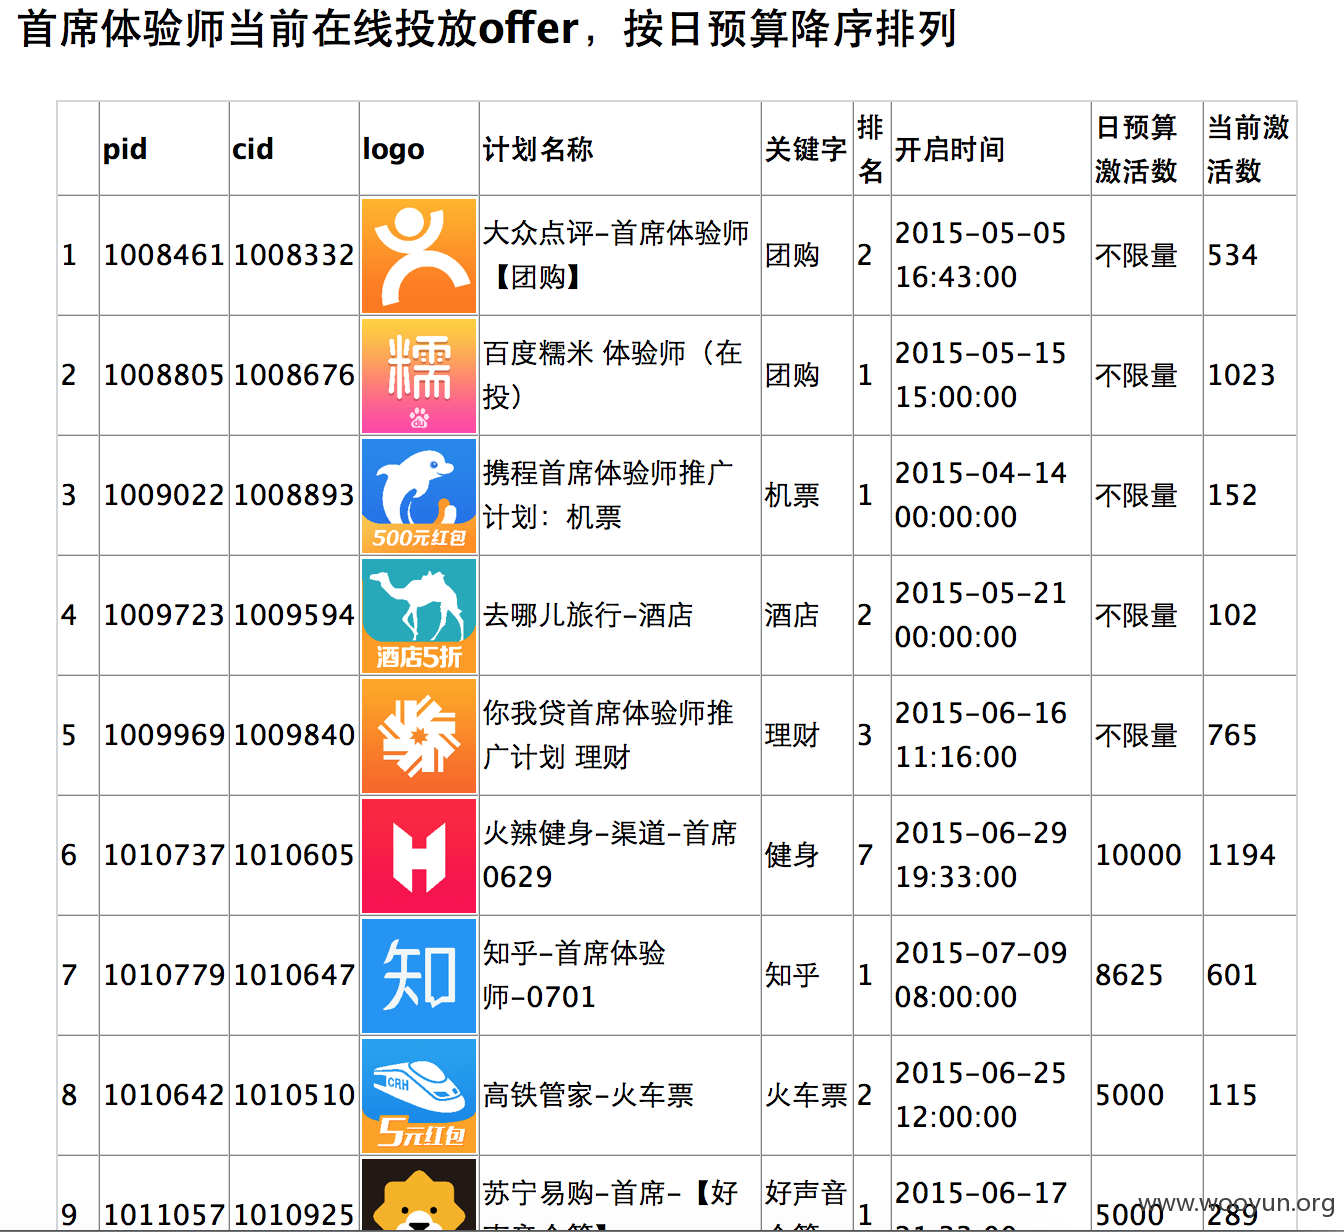 首席体验师当前在线投放offer，按日预算降序排列
pid cid logo 计划名称 关键字 排名 开启时间 日预算激活数 当前激活数
1 1008461 1008332 大众点评-首席体验师【团购】 团购 2 2015-05-05 16:43:00 不限量 534
2 1008805 1008676 糯 du 百度糯米 体验师（在投） 团购 1 2015-05-15 15:00:00 不限量 1023
3 1009022 1008893 500元红包 携程首席体验师推广计划：机票 机票 1 2015-04-14 00:00:00 不限量 152
4 1009723 1009594 酒店5折 去哪儿旅行-酒店 酒店 2 2015-05-21 00:00:00 不限量 102
5 1009969 1009840 你我贷首席体验师推广计划 理财 理财 3 2015-06-16 11:16:00 不限量 765
6 1010737 1010605 H 火辣健身-渠道-首席0629 健身 7 2015-06-29 19:33:00 10000 1194
7 1010779 1010647 知 知乎-首席体验师-0701 知乎 1 2015-07-09 08:00:00 8625 601
8 1010642 1010510 CRH 5元红包 高铁管家-火车票 火车票 2 2015-06-25 12:00:00 5000 115
9 1011057 1010925 苏宁易购-首席-【好 好声音 1 2015-06-17 5000 289
www.wooyun.org